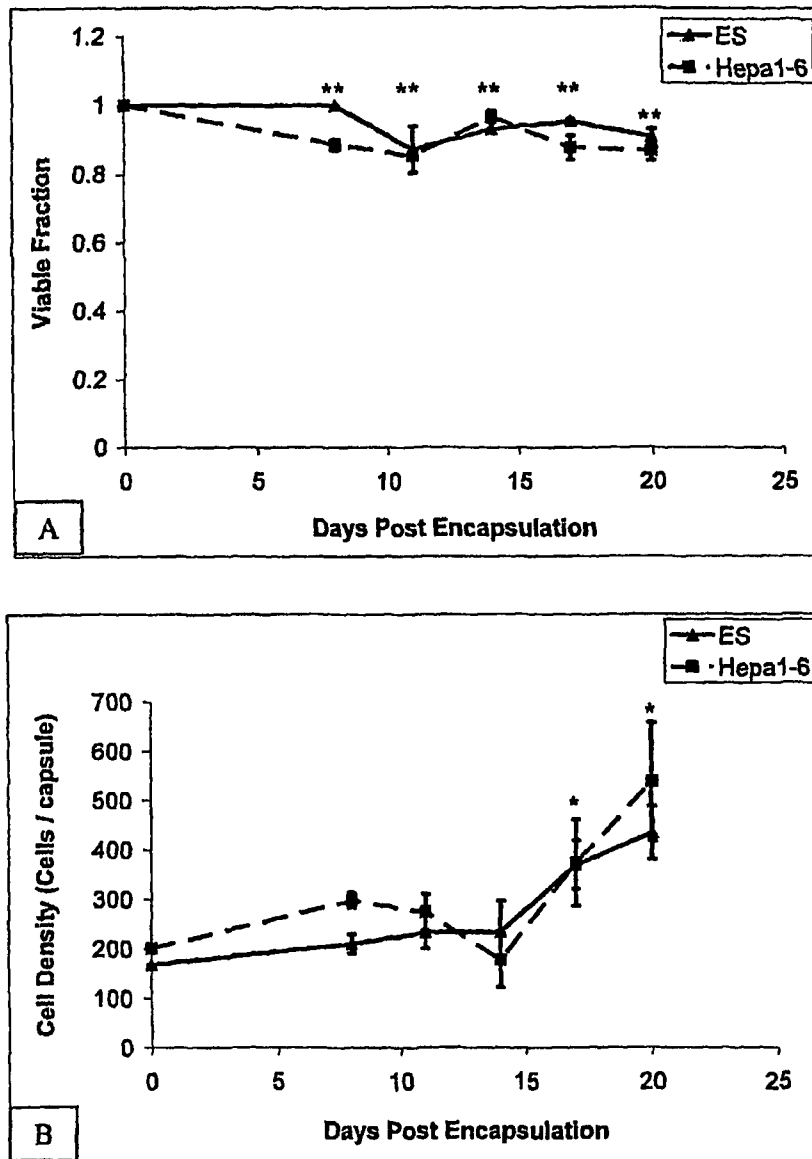 ES
Hepa1-6
1.2
1
0.8
0.6
0.4
0.2
0
** ** ** ** **
Viable Fraction
0 5 10 15 20 25
Days Post Encapsulation
A
ES
Hepa1-6
700
600
500
400
300
200
100
0
* *
Cell Density (Cells / capsule)
0 5 10 15 20 25
Days Post Encapsulation
B